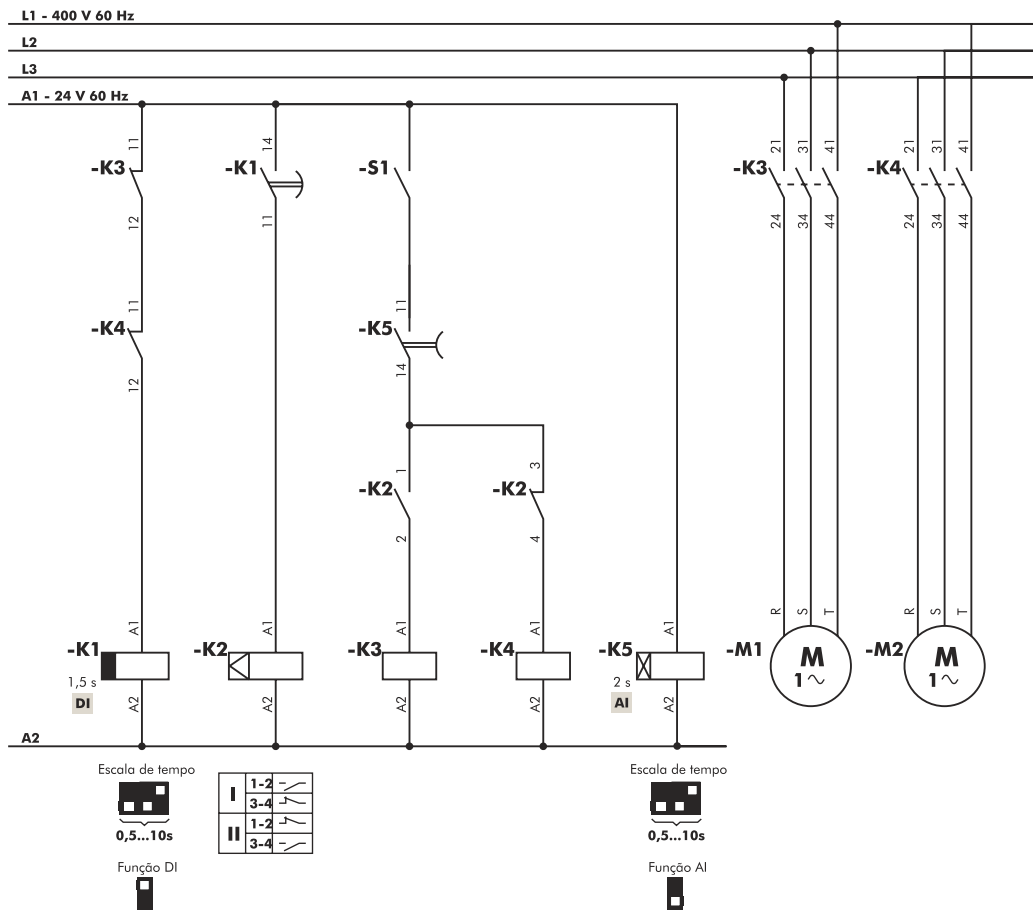 L1 - 400 V 60 Hz
L2
L3
A1 - 24 V 60 Hz
11
14
21
31
41
21
31
41
-K3
-K1
-S1
-K3
-K4
12
11
24
34
44
24
34
44
11
11
-K4
-K5
12
14
1
3
-K2
-K2
2
4
A1
A1
A1
A1
A1
R
S
T
R
S
T
-K1
-K2
-K3
-K4
-K5
-M1
M
1
-M2
M
1
1,5 s
2 s
DI
AI
A2
A2
A2
A2
A2
A2
Escala de tempo
Escala de tempo
I
1-2
3-4
II
1-2
3-4
0,5...10s
0,5...10s
Função DI
Função AI